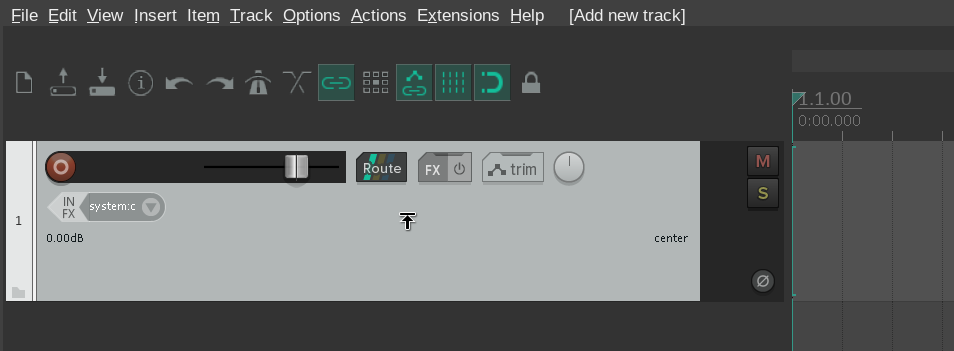 File Edit View Insert Item Track Options Actions Extensions Help [Add new track]
1.1.00
0:00.000
Route FX trim M
IN FX system:c S
1
0.00dB center